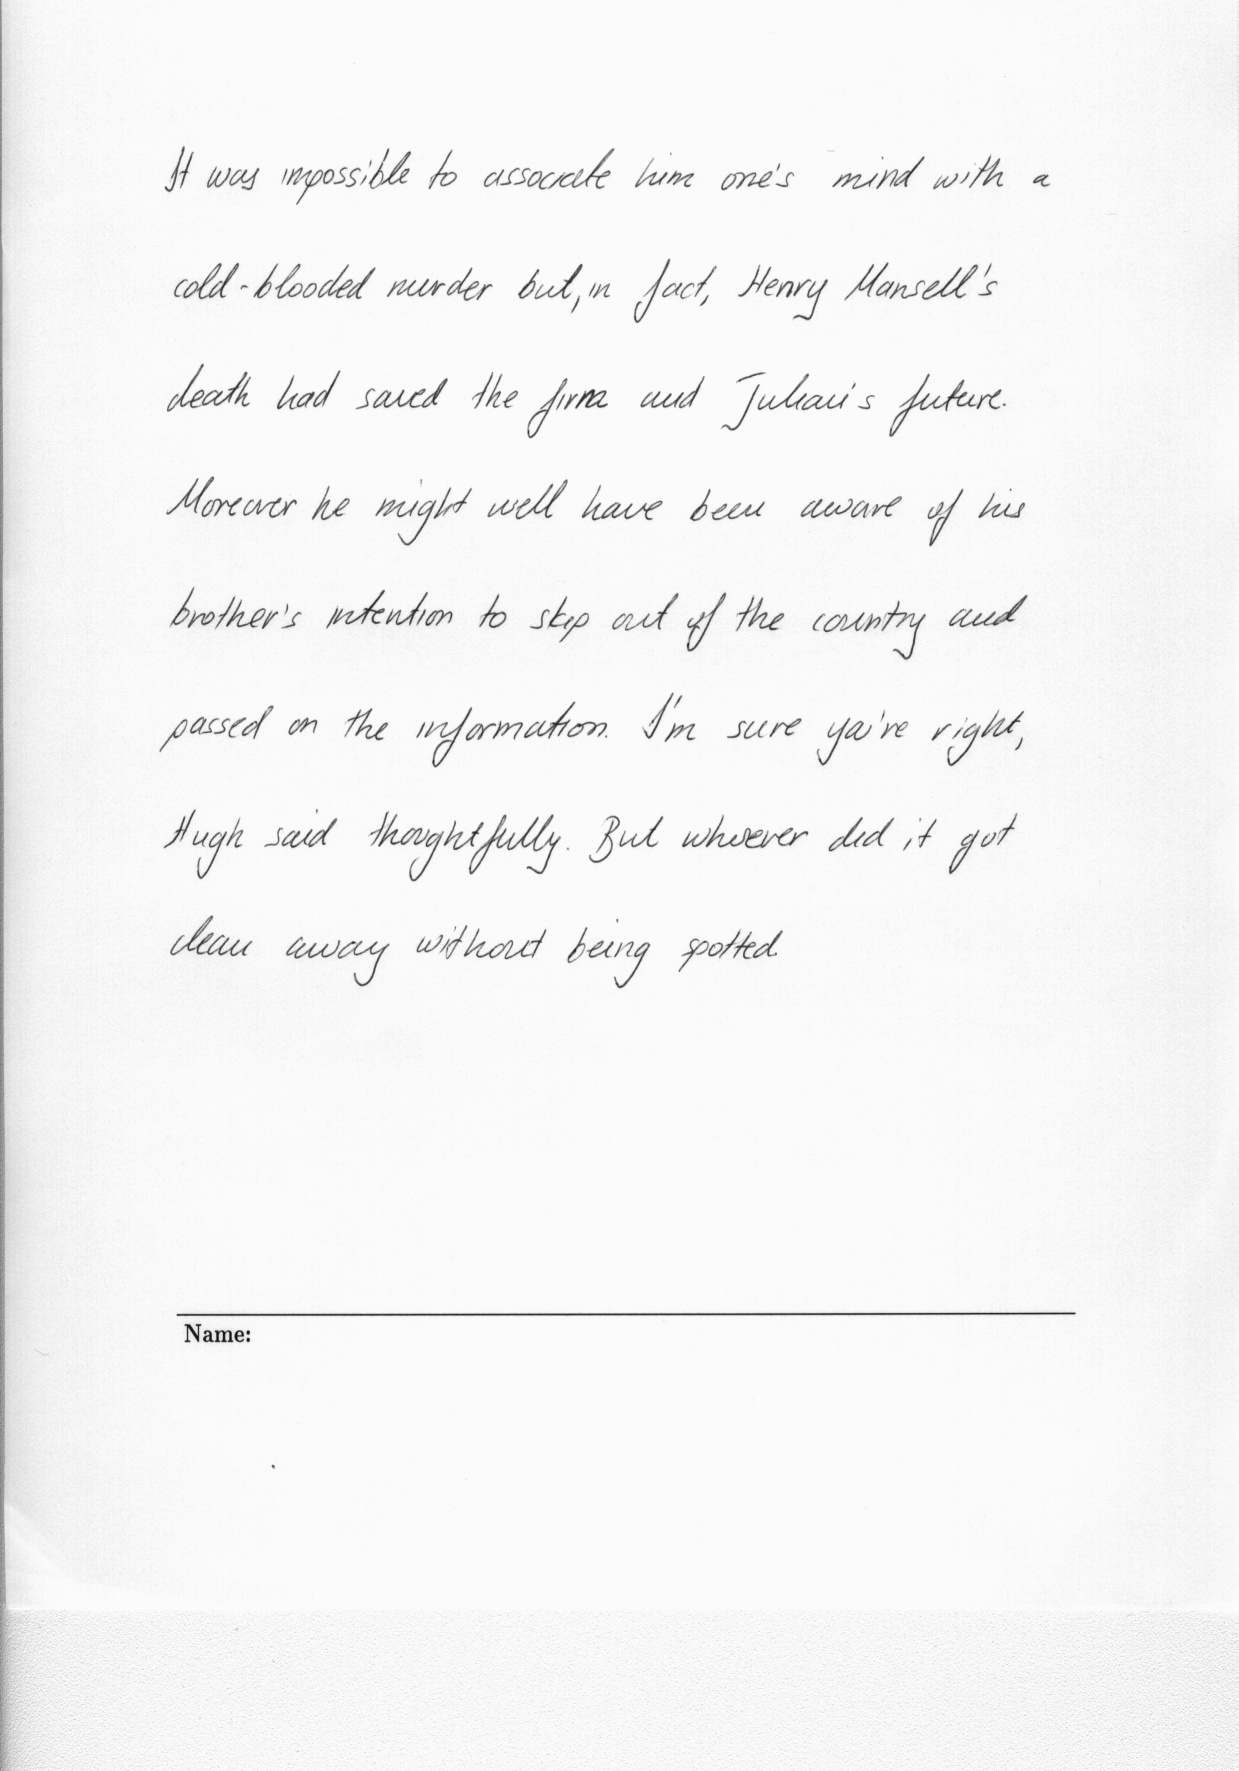 It was impossible to associate him one's mind with a
cold-blooded murder but, in fact, Henry Mansell's
death had saved the firm and Julian's future.
Moreover he might well have been aware of his
brother's intention to skip out of the country and
passed on the information. I'm sure you're right,
Hugh said thoughtfully. But whoever did it got
clean away without being spotted.
Name: